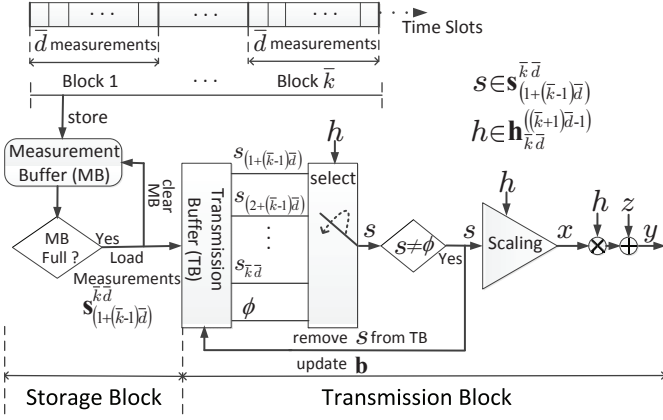 ··· ··· ··· Time Slots
d̅ measurements d̅ measurements
Block 1 ··· Block k̅
s∈𝐬_(1+(k̅-1)d̅)^k̅ d̅
h∈𝐡_k̅ d̅^((k̅+1)d̅-1)
store
Measurement
Buffer (MB)
clear
MB
MB
Full ?
Yes
Load
Measurements
𝐬_(1+(k̅-1)d̅)^k̅ d̅
Transmission
Buffer (TB)
s_(1+(k̅-1)d̅)
s_(2+(k̅-1)d̅)
⋮
s_k̅ d̅
ϕ
h
select
s
s≠ϕ
Yes
s
h
Scaling
x
h
⊗
z
⊕
y
remove s from TB
update 𝐛
Storage Block
Transmission Block